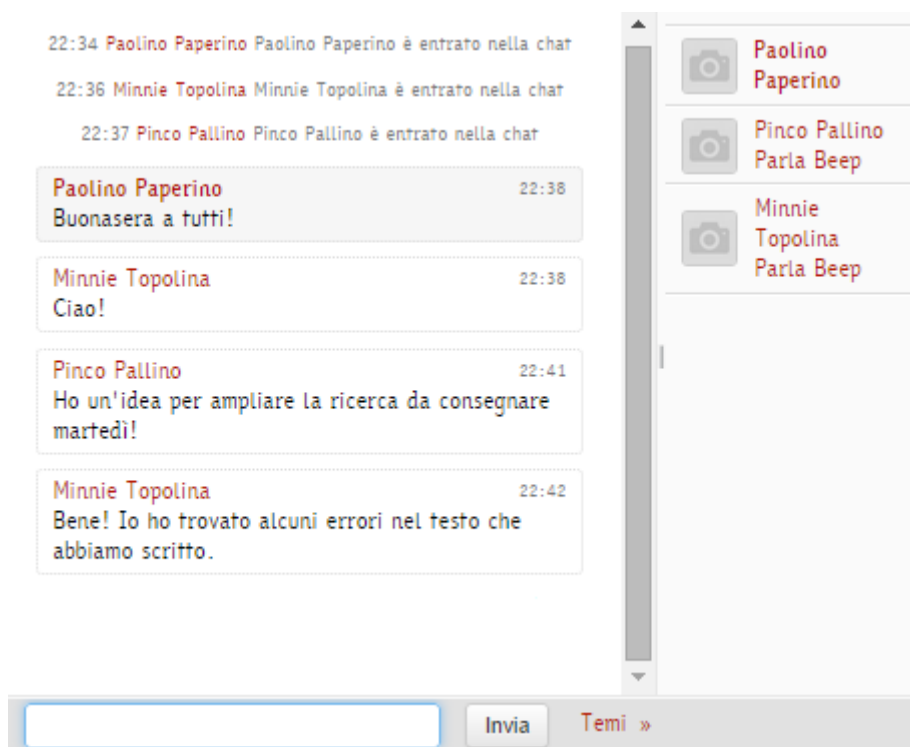 22:34 Paolino Paperino Paolino Paperino è entrato nella chat
22:36 Minnie Topolina Minnie Topolina è entrato nella chat
22:37 Pinco Pallino Pinco Pallino è entrato nella chat
Paolino Paperino 22:38
Buonasera a tutti!
Minnie Topolina 22:38
Ciao!
Pinco Pallino 22:41
Ho un'idea per ampliare la ricerca da consegnare
martedì!
Minnie Topolina 22:42
Bene! Io ho trovato alcuni errori nel testo che
abbiamo scritto.
Invia Temi »
Paolino
Paperino
Pinco Pallino
Parla Beep
Minnie
Topolina
Parla Beep